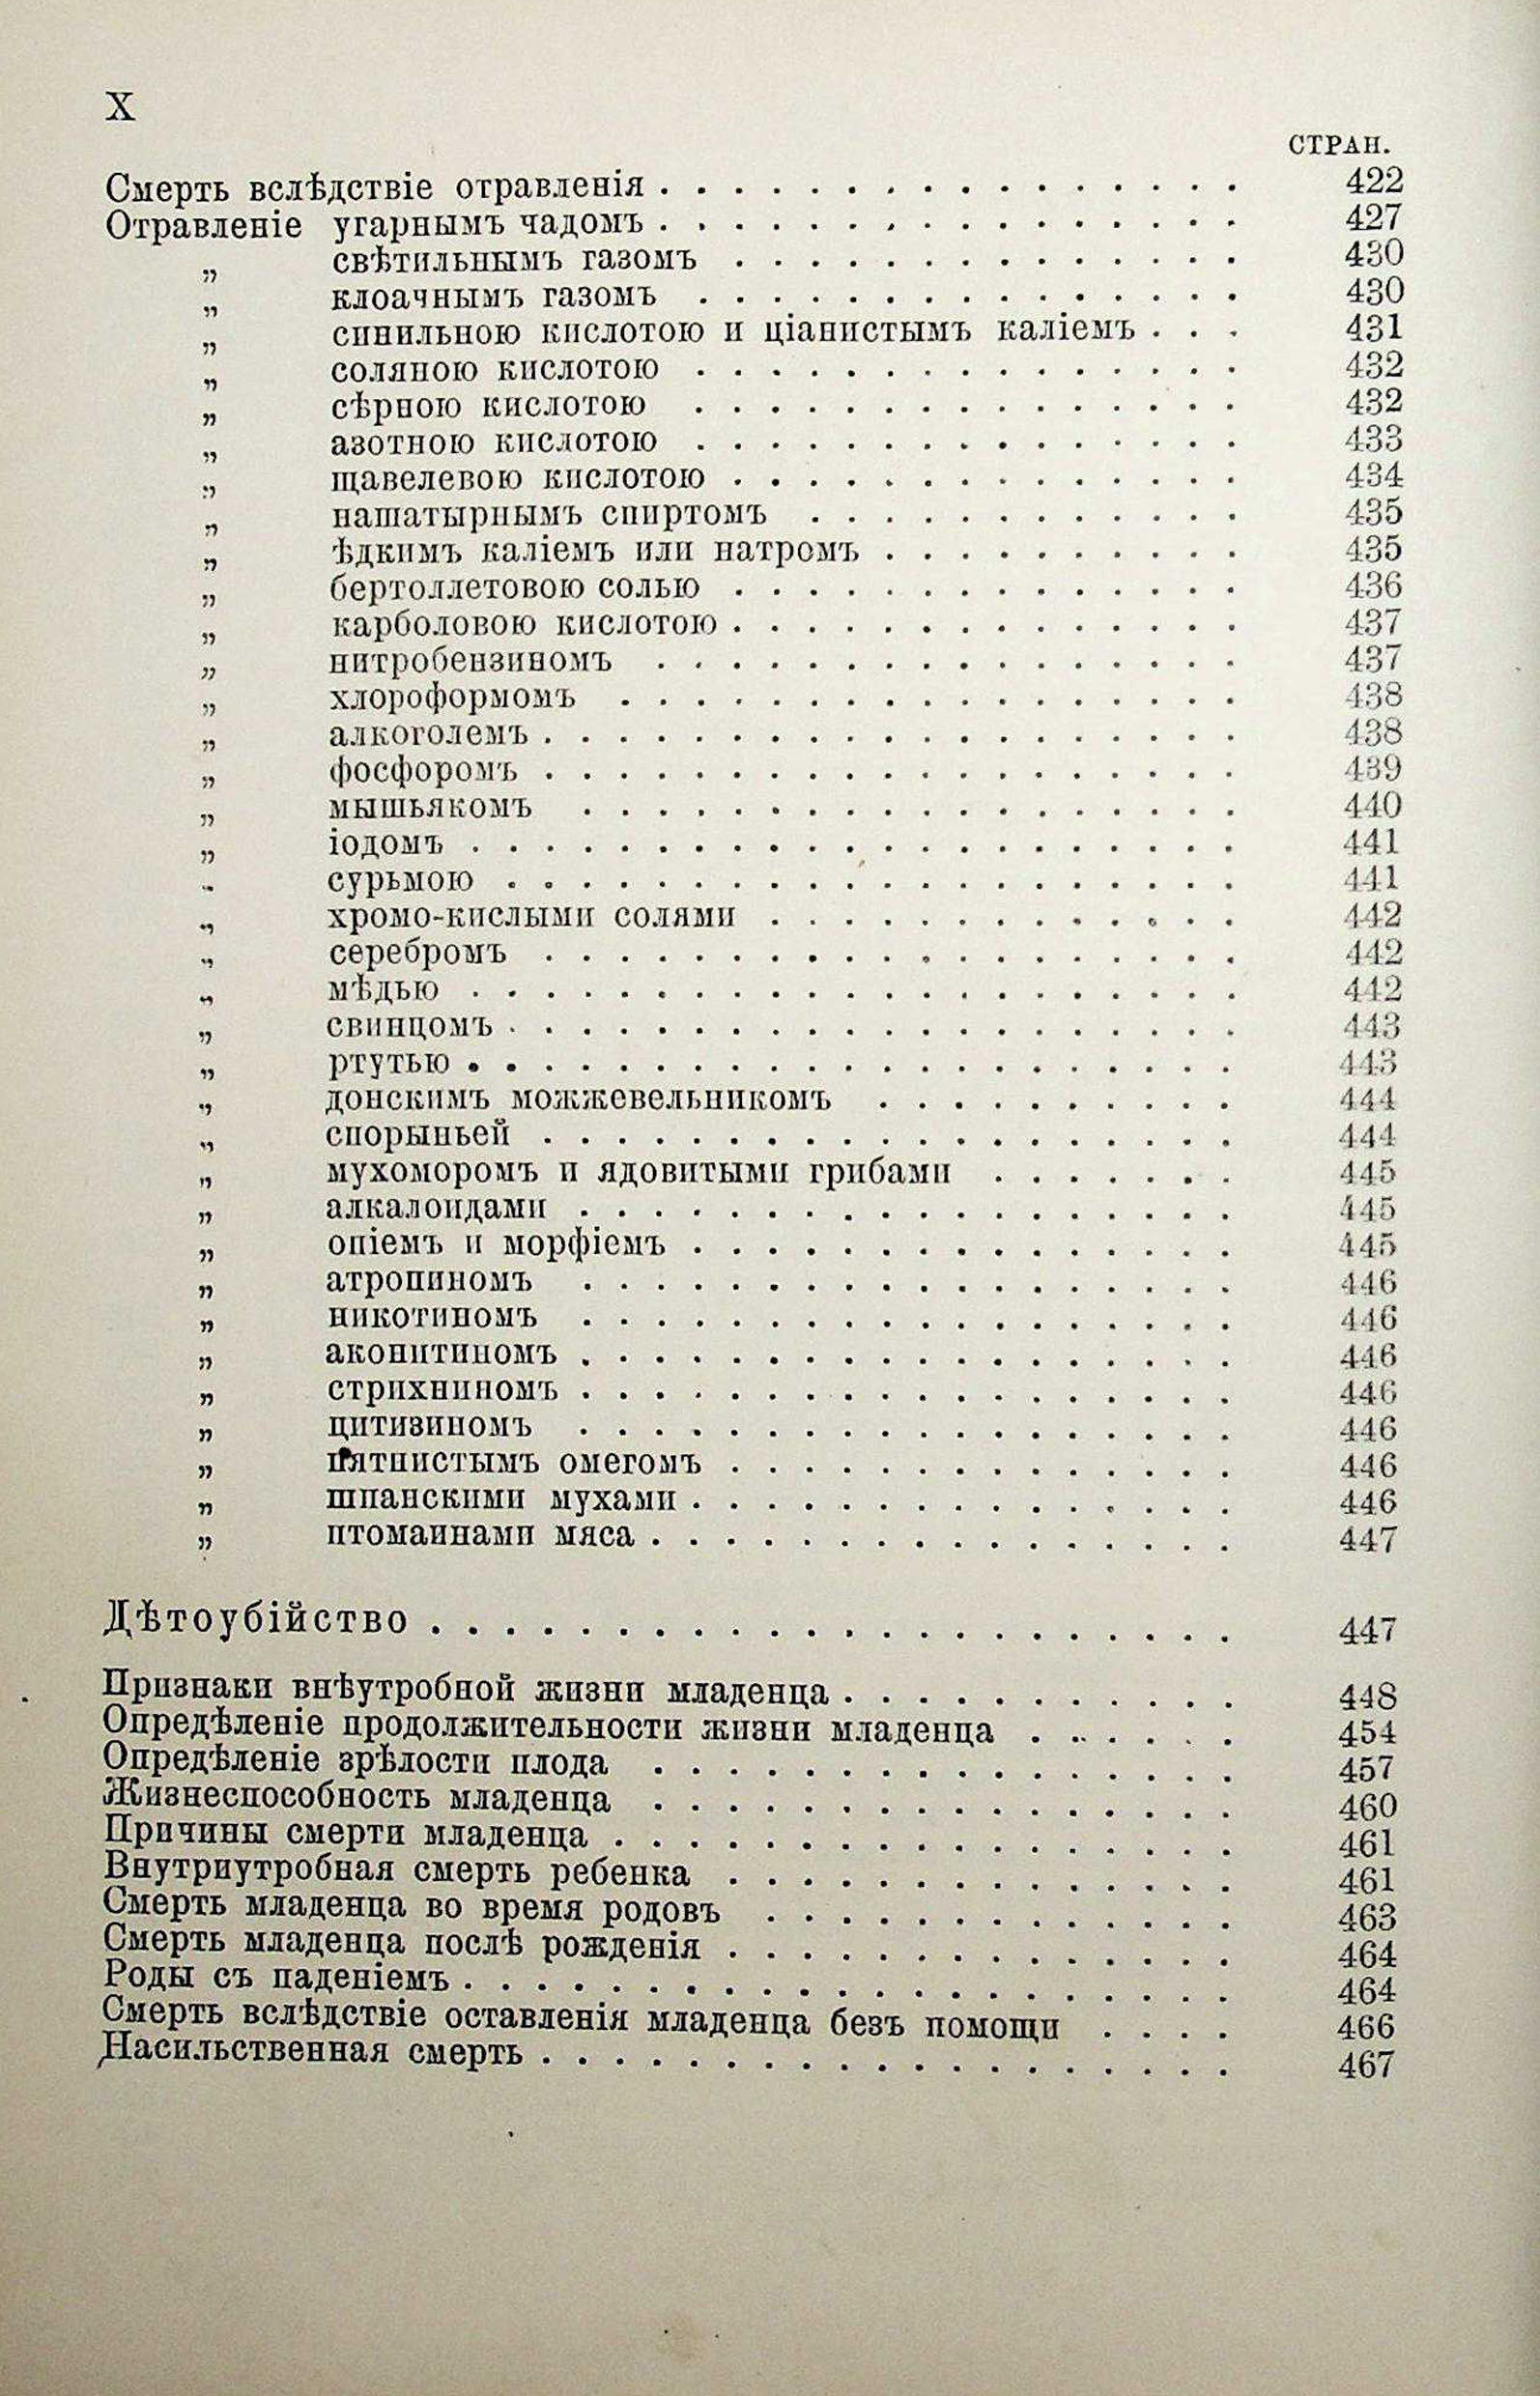 X
СТРАН.
Смерть вслѣдствіе отравленія . . . . . . . . . . . . . . . . 422
Отравленіе угарнымъ чадомъ . . . . . . . . . . . . . . . . 427
„ свѣтильнымъ газомъ . . . . . . . . . . . . . . 430
„ клоачнымъ газомъ . . . . . . . . . . . . . . . 430
„ синильною кислотою и ціанистымъ каліемъ . . . 431
„ соляною кислотою . . . . . . . . . . . . . . . 432
„ сѣрною кислотою . . . . . . . . . . . . . . . 432
„ азотною кислотою . . . . . . . . . . . . . . . 433
„ щавелевою кислотою . . . . . . . . . . . . . . 434
„ нашатырнымъ спиртомъ . . . . . . . . . . . . 435
„ ѣдкимъ каліемъ или натромъ . . . . . . . . . . 435
„ бертоллетовою солью . . . . . . . . . . . . . . 436
„ карболовою кислотою . . . . . . . . . . . . . . 437
„ нитробензиномъ . . . . . . . . . . . . . . . . 437
„ хлороформомъ . . . . . . . . . . . . . . . . . 438
„ алкоголемъ . . . . . . . . . . . . . . . . . . . 438
„ фосфоромъ . . . . . . . . . . . . . . . . . . . 439
„ мышьякомъ . . . . . . . . . . . . . . . . . . 440
„ іодомъ . . . . . . . . . . . . . . . . . . . . . 441
„ сурьмою . . . . . . . . . . . . . . . . . . . . 441
„ хромо-кислыми солями . . . . . . . . . . . . . 442
„ серебромъ . . . . . . . . . . . . . . . . . . . 442
„ мѣдью . . . . . . . . . . . . . . . . . . . . . 442
„ свинцомъ . . . . . . . . . . . . . . . . . . . . 443
„ ртутью . . . . . . . . . . . . . . . . . . . . . 443
„ донскимъ можжевельникомъ . . . . . . . . . . 444
„ спорыньей . . . . . . . . . . . . . . . . . . . 444
„ мухоморомъ и ядовитыми грибами . . . . . . . 445
„ алкалоидами . . . . . . . . . . . . . . . . . . 445
„ опіемъ и морфіемъ . . . . . . . . . . . . . . . 445
„ атропиномъ . . . . . . . . . . . . . . . . . . 446
„ никотиномъ . . . . . . . . . . . . . . . . . . 446
„ аконитиномъ . . . . . . . . . . . . . . . . . . 446
„ стрихниномъ . . . . . . . . . . . . . . . . . . 446
„ цитизиномъ . . . . . . . . . . . . . . . . . . 446
„ пятнистымъ омегомъ . . . . . . . . . . . . . . 446
„ шпанскими мухами . . . . . . . . . . . . . . . 446
„ птомаинами мяса . . . . . . . . . . . . . . . . 447
Дѣтоубійство . . . . . . . . . . . . . . . . . . . . . . 447
Признаки внѣутробной жизни младенца . . . . . . . . . . . 448
Опредѣленіе продолжительности жизни младенца . . . . . . 454
Опредѣленіе зрѣлости плода . . . . . . . . . . . . . . . . 457
Жизнеспособность младенца . . . . . . . . . . . . . . . . 460
Причины смерти младенца . . . . . . . . . . . . . . . . . 461
Внутриутробная смерть ребенка . . . . . . . . . . . . . . 461
Смерть младенца во время родовъ . . . . . . . . . . . . . 463
Смерть младенца послѣ рожденія . . . . . . . . . . . . . . 464
Роды съ паденіемъ . . . . . . . . . . . . . . . . . . . . . 464
Смерть вслѣдствіе оставленія младенца безъ помощи . . . . 466
Насильственная смерть . . . . . . . . . . . . . . . . . . . 467